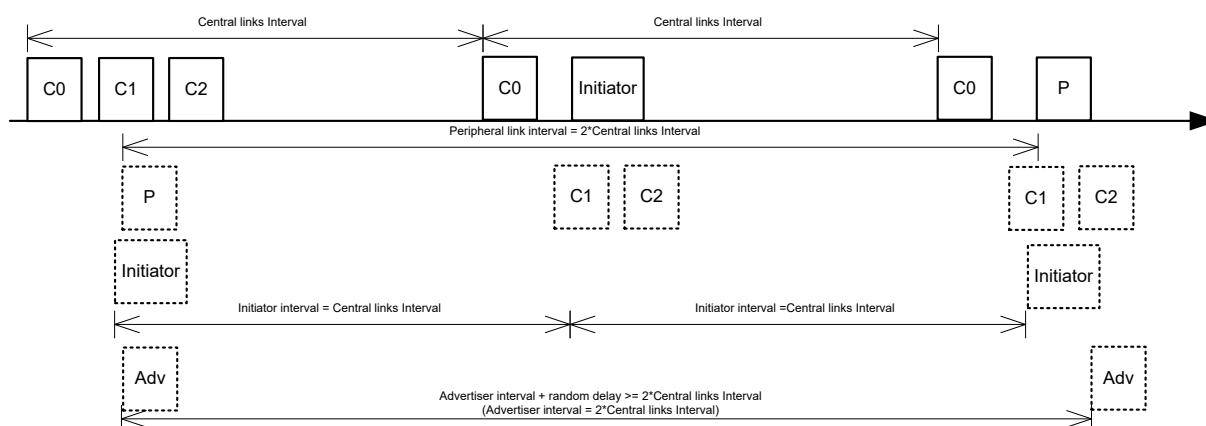 Central links Interval
Central links Interval
C0
C1
C2
C0
Initiator
C0
P
Peripheral link interval = 2*Central links Interval
P
C1
C2
C1
C2
Initiator
Initiator
Initiator interval = Central links Interval
Initiator interval =Central links Interval
Adv
Adv
Advertiser interval + random delay >= 2*Central links Interval
(Advertiser interval = 2*Central links Interval)